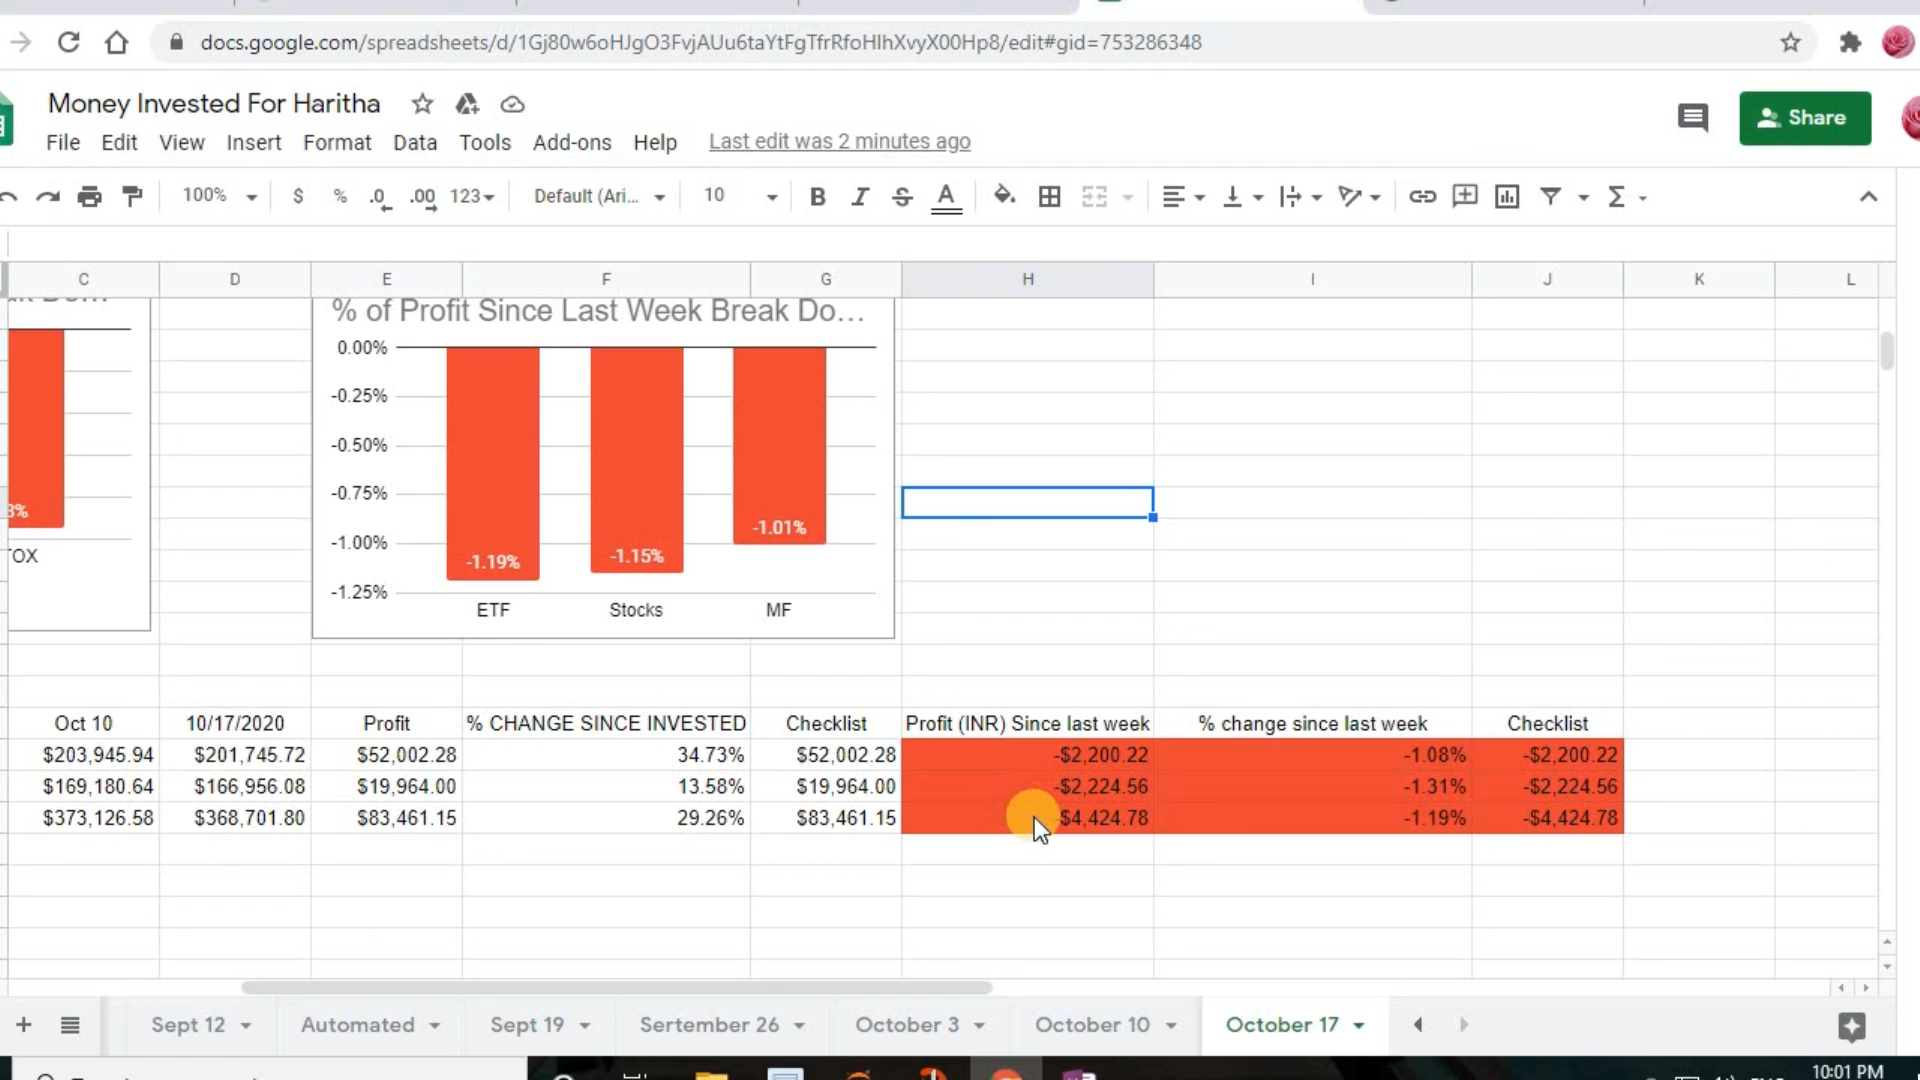 docs.google.com/spreadsheets/d/1Gj80w6oHJgO3FvjAUu6taYtFgTfrRfoHIhXvyX00Hp8/edit#gid=753286348
Money Invested For Haritha
Share
File Edit View Insert Format Data Tools Add-ons Help Last edit was 2 minutes ago
100% $ % .0 .00 123 Default (Ari... 10 B I S A
C D E F G H I J K L
% of Profit Since Last Week Break Do...
0.00%
-0.25%
-0.50%
-0.75%
-1.00%
-1.25%
-1.19%
-1.15%
-1.01%
ETF Stocks MF
3%
OX
Oct 10 10/17/2020 Profit % CHANGE SINCE INVESTED Checklist Profit (INR) Since last week % change since last week Checklist
$203,945.94 $201,745.72 $52,002.28 34.73% $52,002.28 -$2,200.22 -1.08% -$2,200.22
$169,180.64 $166,956.08 $19,964.00 13.58% $19,964.00 -$2,224.56 -1.31% -$2,224.56
$373,126.58 $368,701.80 $83,461.15 29.26% $83,461.15 $4,424.78 -1.19% -$4,424.78
Sept 12 Automated Sept 19 Sertember 26 October 3 October 10 October 17
10:01 PM